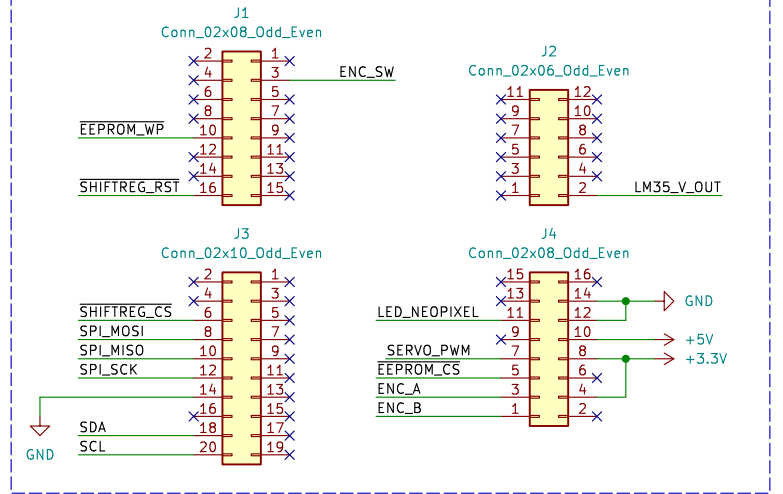 J1
Conn_02x08_Odd_Even
2 1
4 3 ENC_SW
6 5
8 7
EEPROM_WP 10 9
12 11
14 13
SHIFTREG_RST 16 15
J2
Conn_02x06_Odd_Even
11 12
9 10
7 8
5 6
3 4
1 2 LM35_V_OUT
J3
Conn_02x10_Odd_Even
2 1
4 3
SHIFTREG_CS 6 5
SPI_MOSI 8 7
SPI_MISO 10 9
SPI_SCK 12 11
14 13
16 15
SDA 18 17
SCL 20 19
GND
J4
Conn_02x08_Odd_Even
15 16
13 14 GND
LED_NEOPIXEL 11 12
9 10 +5V
SERVO_PWM 7 8 +3.3V
EEPROM_CS 5 6
ENC_A 3 4
ENC_B 1 2